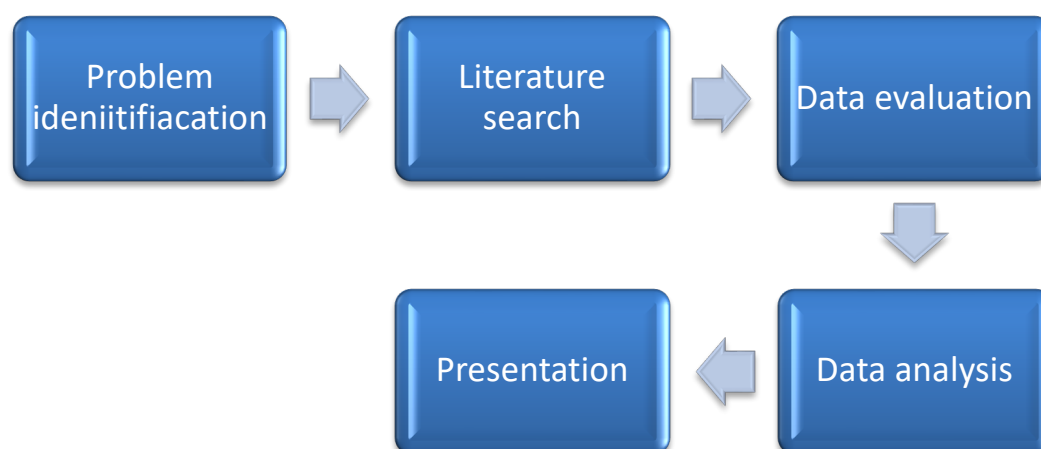 Problem
ideniitifiacation
Literature
search
Data evaluation
Data analysis
Presentation